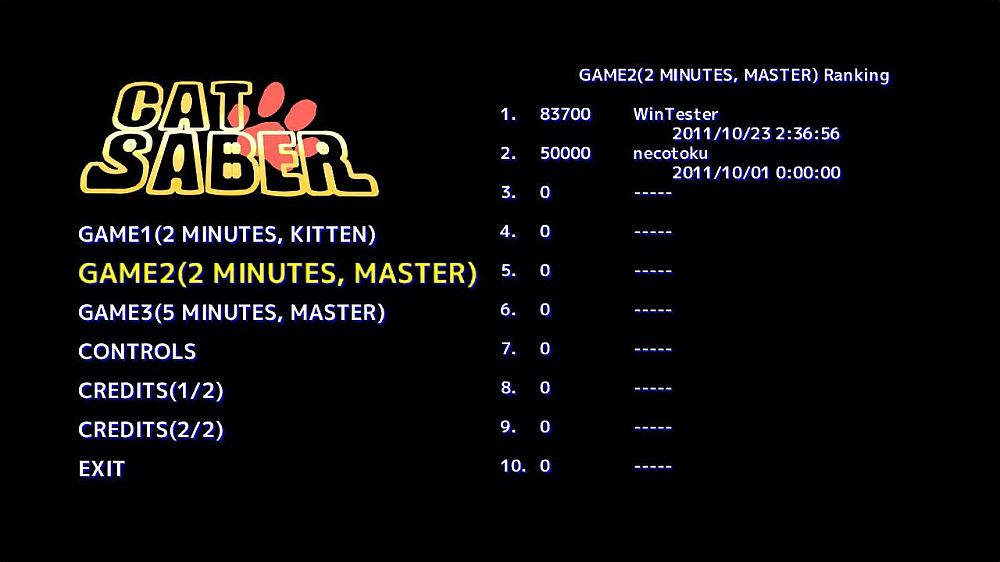 CAT
SABER
GAME1(2 MINUTES, KITTEN)
GAME2(2 MINUTES, MASTER)
GAME3(5 MINUTES, MASTER)
CONTROLS
CREDITS(1/2)
CREDITS(2/2)
EXIT
GAME2(2 MINUTES, MASTER) Ranking
1. 83700 WinTester
2011/10/23 2:36:56
2. 50000 necotoku
2011/10/01 0:00:00
3. 0 -----
4. 0 -----
5. 0 -----
6. 0 -----
7. 0 -----
8. 0 -----
9. 0 -----
10. 0 -----